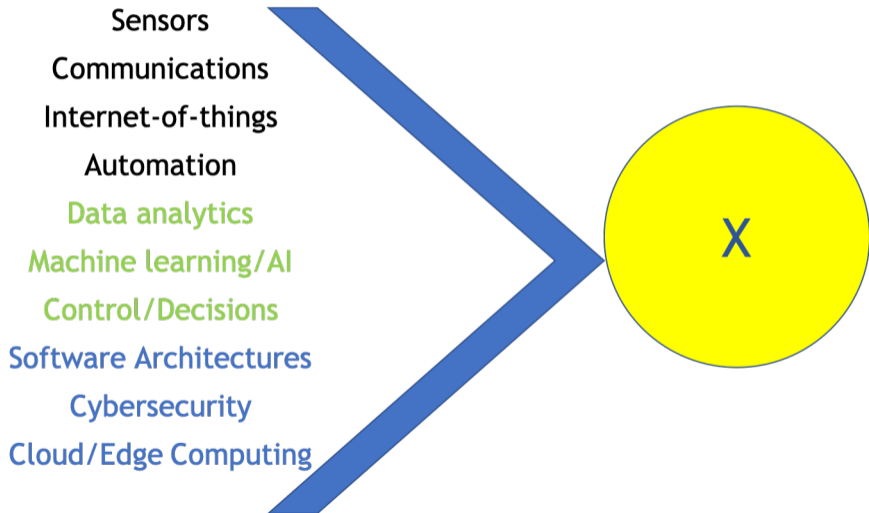 Sensors
Communications
Internet-of-things
Automation
Data analytics
Machine learning/AI
Control/Decisions
Software Architectures
Cybersecurity
Cloud/Edge Computing
X